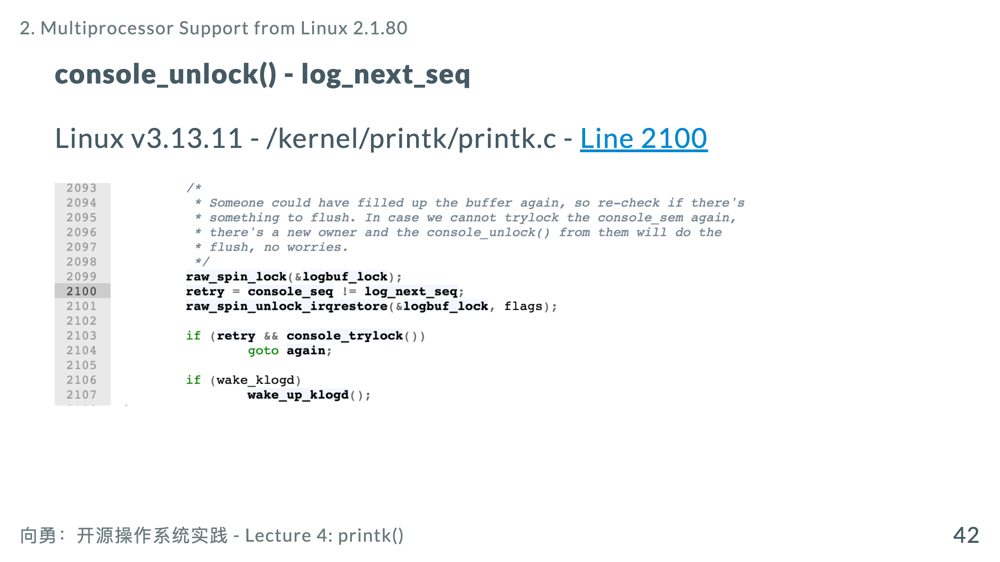 2. Multiprocessor Support from Linux 2.1.80
console_unlock() - log_next_seq
Linux v3.13.11 - /kernel/printk/printk.c - Line 2100
2093 /*
2094 * Someone could have filled up the buffer again, so re-check if there's
2095 * something to flush. In case we cannot trylock the console_sem again,
2096 * there's a new owner and the console_unlock() from them will do the
2097 * flush, no worries.
2098 */
2099 raw_spin_lock(&logbuf_lock);
2100 retry = console_seq != log_next_seq;
2101 raw_spin_unlock_irqrestore(&logbuf_lock, flags);
2102
2103 if (retry && console_trylock())
2104 goto again;
2105
2106 if (wake_klogd)
2107 wake_up_klogd();
向勇：开源操作系统实践 - Lecture 4: printk()
42